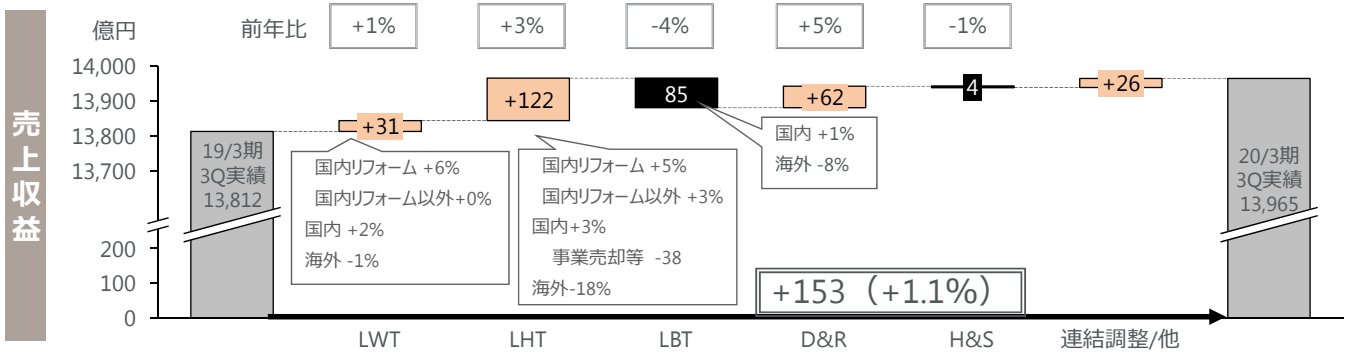 売上収益
億円
前年比 +1% +3% -4% +5% -1%
14,000
13,900
13,800
13,700
200
100
0
19/3期
3Q実績
13,812
+31
+122
85
+62
4
+26
20/3期
3Q実績
13,965
国内リフォーム +6%
国内リフォーム以外+0%
国内 +2%
海外 -1%
国内リフォーム +5%
国内リフォーム以外 +3%
国内+3%
事業売却等 -38
海外-18%
国内 +1%
海外 -8%
+153（+1.1%）
LWT LHT LBT D&R H&S 連結調整/他